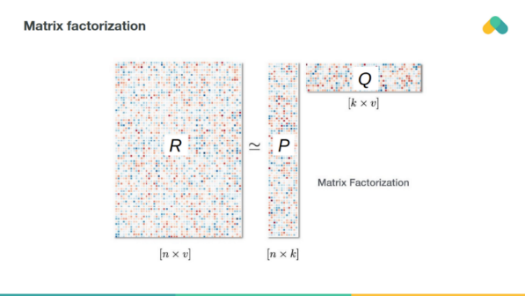 Matrix factorization
Q
[k × v]
R
≃
P
Matrix Factorization
[n × v]
[n × k]